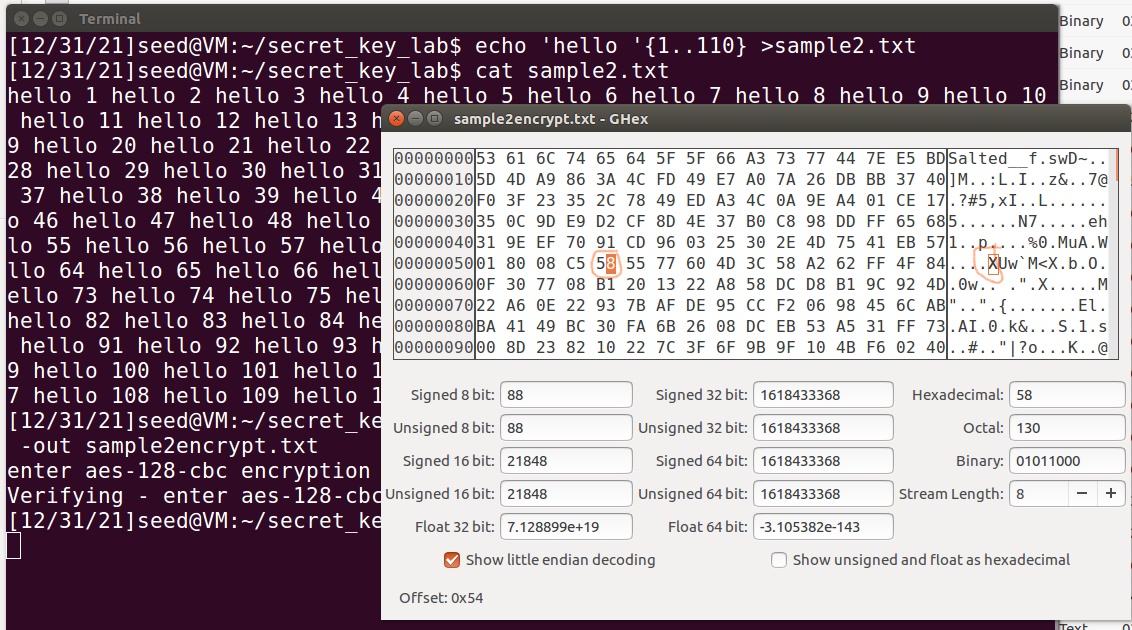 Terminal
[12/31/21]seed@VM:~/secret_key_lab$ echo 'hello '{1..110} >sample2.txt
[12/31/21]seed@VM:~/secret_key_lab$ cat sample2.txt
hello 1 hello 2 hello 3 hello 4 hello 5 hello 6 hello 7 hello 8 hello 9 hello 10
hello 11 hello 12 hello 13 h
9 hello 20 hello 21 hello 22
28 hello 29 hello 30 hello 31
37 hello 38 hello 39 hello 4
o 46 hello 47 hello 48 hello
lo 55 hello 56 hello 57 hello
llo 64 hello 65 hello 66 hell
ello 73 hello 74 hello 75 hel
hello 82 hello 83 hello 84 he
hello 91 hello 92 hello 93 h
9 hello 100 hello 101 hello 1
7 hello 108 hello 109 hello 1
[12/31/21]seed@VM:~/secret_ke
-out sample2encrypt.txt
enter aes-128-cbc encryption
Verifying - enter aes-128-cbc
[12/31/21]seed@VM:~/secret_ke
sample2encrypt.txt - GHex
00000000 53 61 6C 74 65 64 5F 5F 66 A3 73 77 44 7E E5 BD Salted__f.swD~..
00000010 5D 4D A9 86 3A 4C FD 49 E7 A0 7A 26 DB BB 37 40 ]M..:L.I..z&..7@
00000020 F0 3F 23 35 2C 78 49 ED A3 4C 0A 9E A4 01 CE 17 .?#5,xI..L......
00000030 35 0C 9D E9 D2 CF 8D 4E 37 B0 C8 98 DD FF 65 68 5......N7.....eh
00000040 31 9E EF 70 91 CD 96 03 25 30 2E 4D 75 41 EB 57 1..p....%0.MuA.W
00000050 01 80 08 C5 58 55 77 60 4D 3C 58 A2 62 FF 4F 84 ....XUw`M<X.b.O.
00000060 0F 30 77 08 B1 20 13 22 A8 58 DC D8 B1 9C 92 4D .0w.. .".X.....M
00000070 22 A6 0E 22 93 7B AF DE 95 CC F2 06 98 45 6C AB "..".{.......El.
00000080 BA 41 49 BC 30 FA 6B 26 08 DC EB 53 A5 31 FF 73 .AI.0.k&...S.1.s
00000090 00 8D 23 82 10 22 7C 3F 6F 9B 9F 10 4B F6 02 40 ..#.."|?o...K..@
Signed 8 bit: 88 Signed 32 bit: 1618433368 Hexadecimal: 58
Unsigned 8 bit: 88 Unsigned 32 bit: 1618433368 Octal: 130
Signed 16 bit: 21848 Signed 64 bit: 1618433368 Binary: 01011000
Unsigned 16 bit: 21848 Unsigned 64 bit: 1618433368 Stream Length: 8
Float 32 bit: 7.128899e+19 Float 64 bit: -3.105382e-143
Show little endian decoding Show unsigned and float as hexadecimal
Offset: 0x54
Binary 0
Binary 0
Binary 0
Text 0